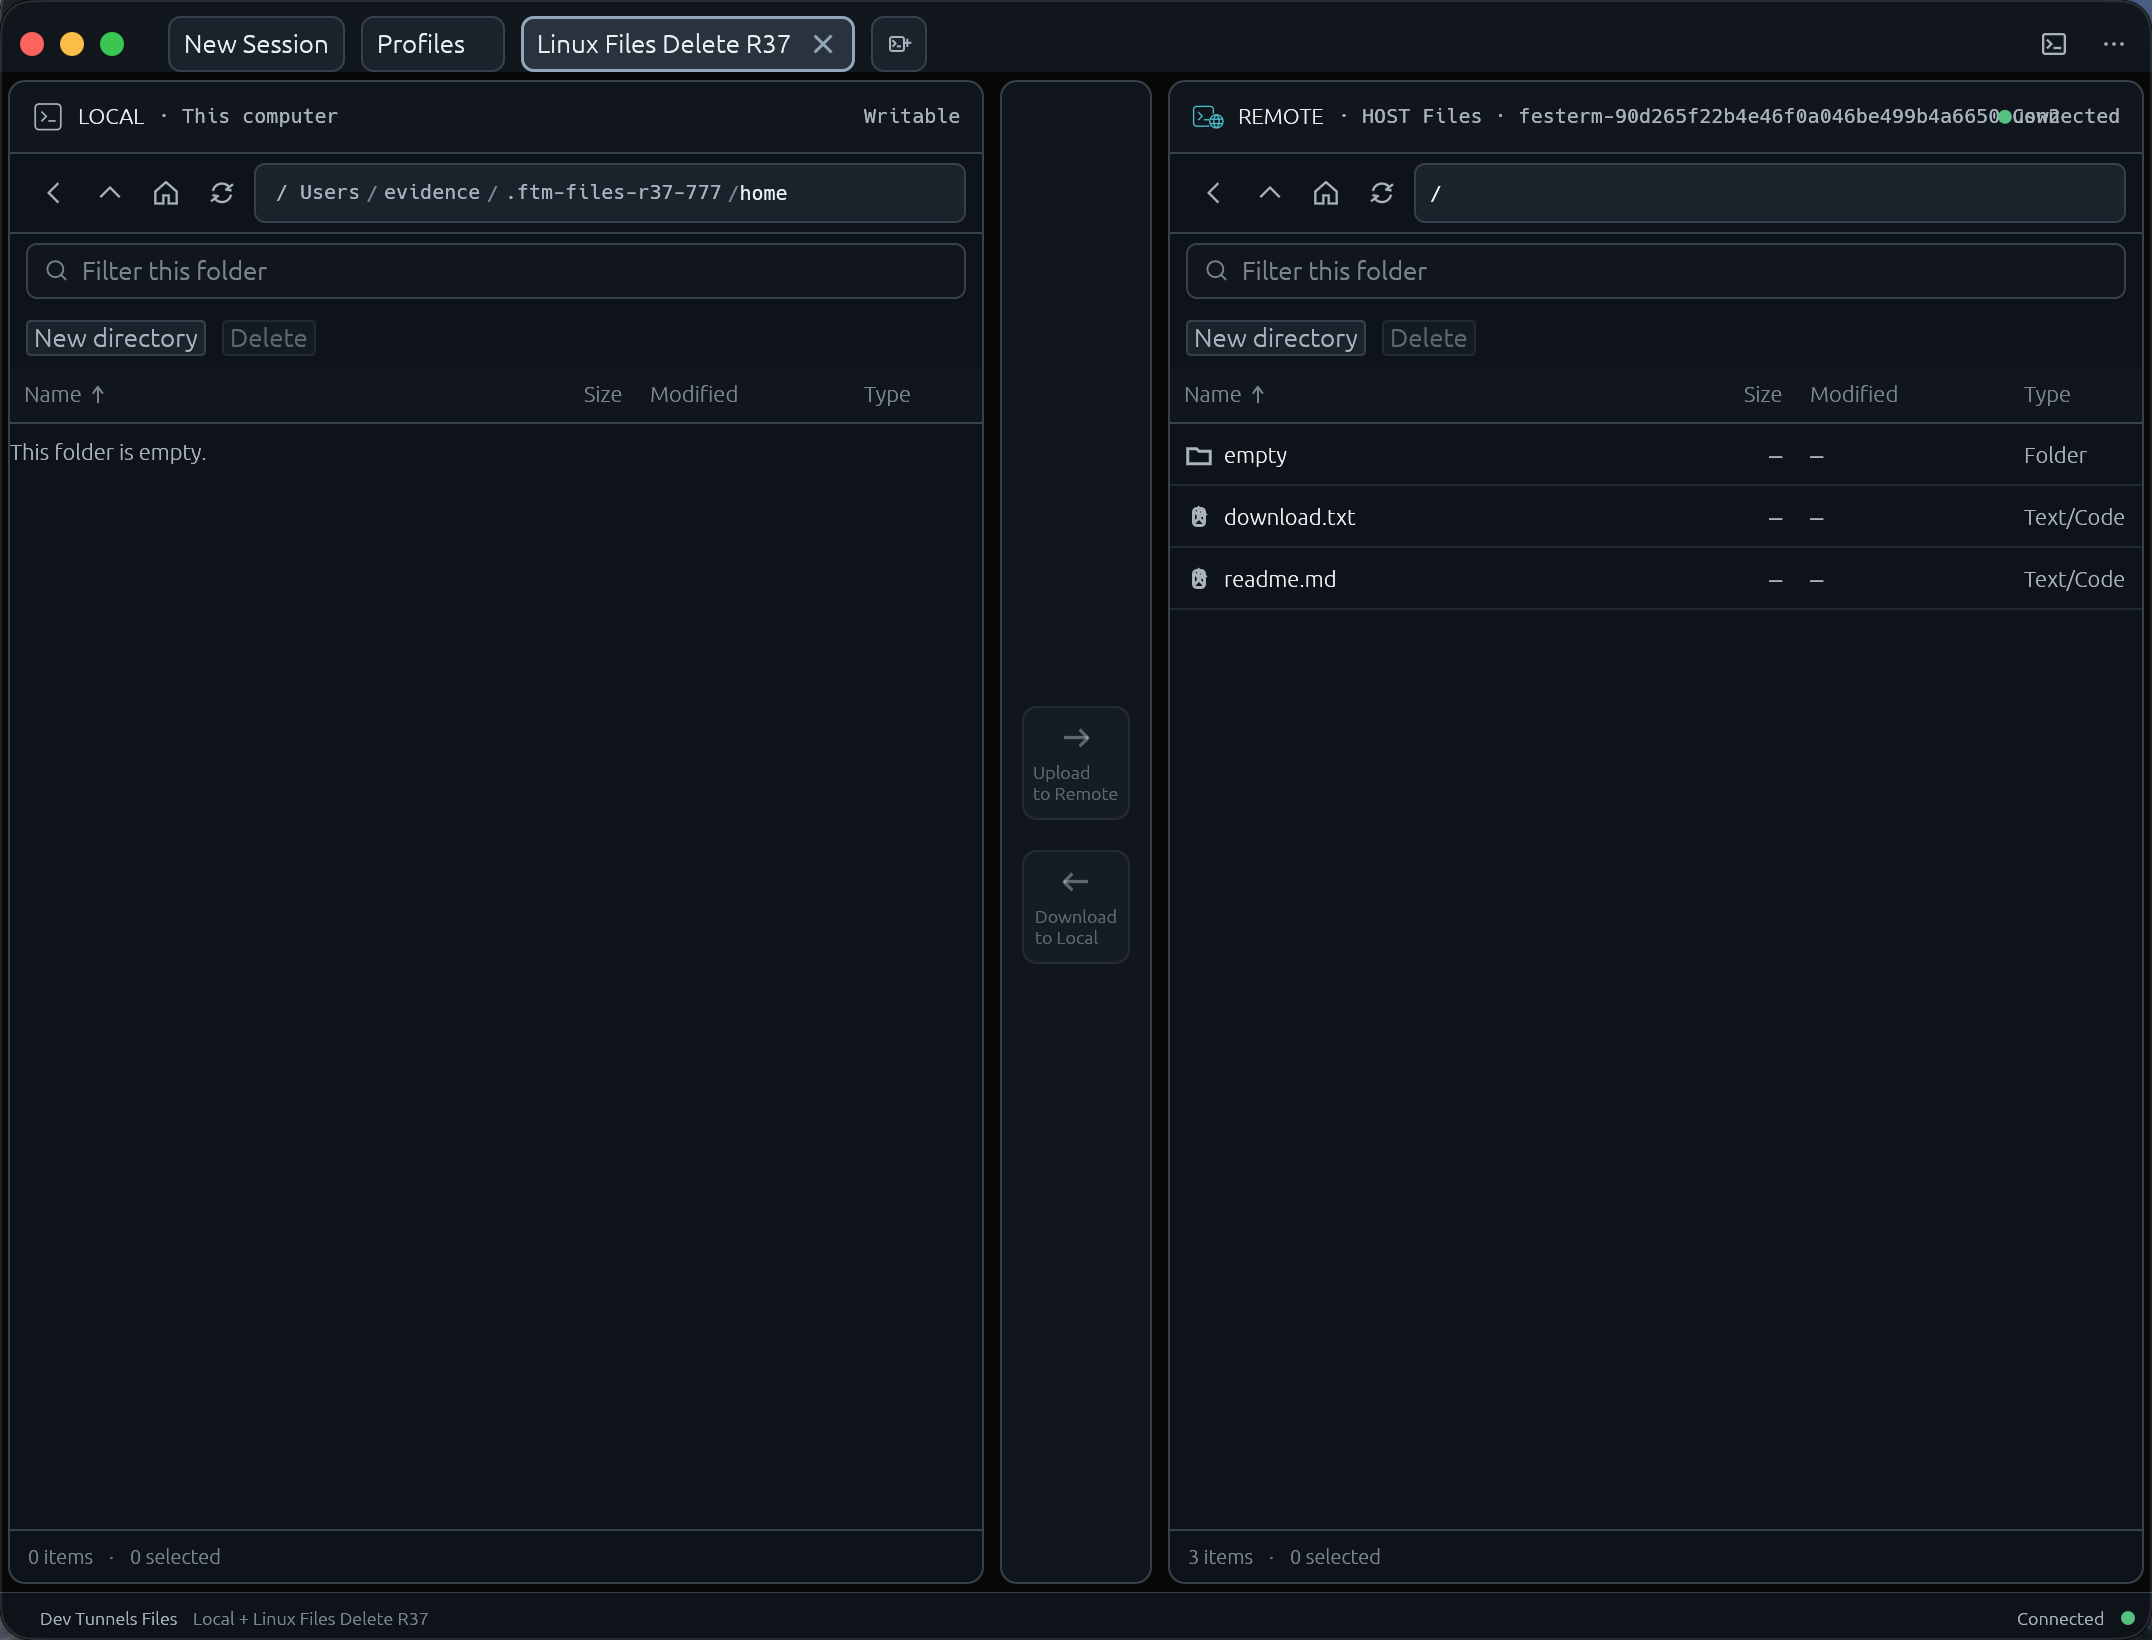 New Session Profiles Linux Files Delete R37
LOCAL · This computer Writable
/ Users / evidence / .ftm-files-r37-777 /home
Filter this folder
New directory Delete
Name ↑ Size Modified Type
This folder is empty.
0 items · 0 selected
Upload
to Remote
Download
to Local
REMOTE · HOST Files · festerm-90d265f22b4e46f0a046be499b4a6650 Connected
/
Filter this folder
New directory Delete
Name ↑ Size Modified Type
empty – – Folder
download.txt – – Text/Code
readme.md – – Text/Code
3 items · 0 selected
Dev Tunnels Files Local + Linux Files Delete R37 Connected